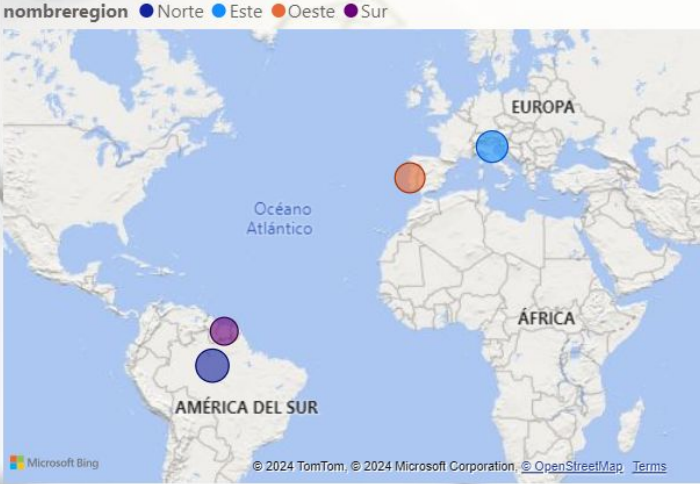 nombreregion Norte Este Oeste Sur
EUROPA
Océano
Atlántico
ÁFRICA
AMÉRICA DEL SUR
Microsoft Bing
© 2024 TomTom, © 2024 Microsoft Corporation, © OpenStreetMap Terms